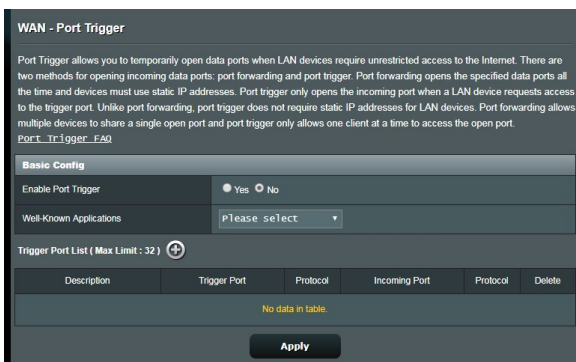 WAN - Port Trigger
Port Trigger allows you to temporarily open data ports when LAN devices require unrestricted access to the Internet. There are
two methods for opening incoming data ports: port forwarding and port trigger. Port forwarding opens the specified data ports all
the time and devices must use static IP addresses. Port trigger only opens the incoming port when a LAN device requests access
to the trigger port. Unlike port forwarding, port trigger does not require static IP addresses for LAN devices. Port forwarding allows
multiple devices to share a single open port and port trigger only allows one client at a time to access the open port.
Port Trigger FAQ
Basic Config
Enable Port Trigger Yes No
Well-Known Applications Please select
Trigger Port List ( Max Limit : 32 )
Description Trigger Port Protocol Incoming Port Protocol Delete
No data in table.
Apply